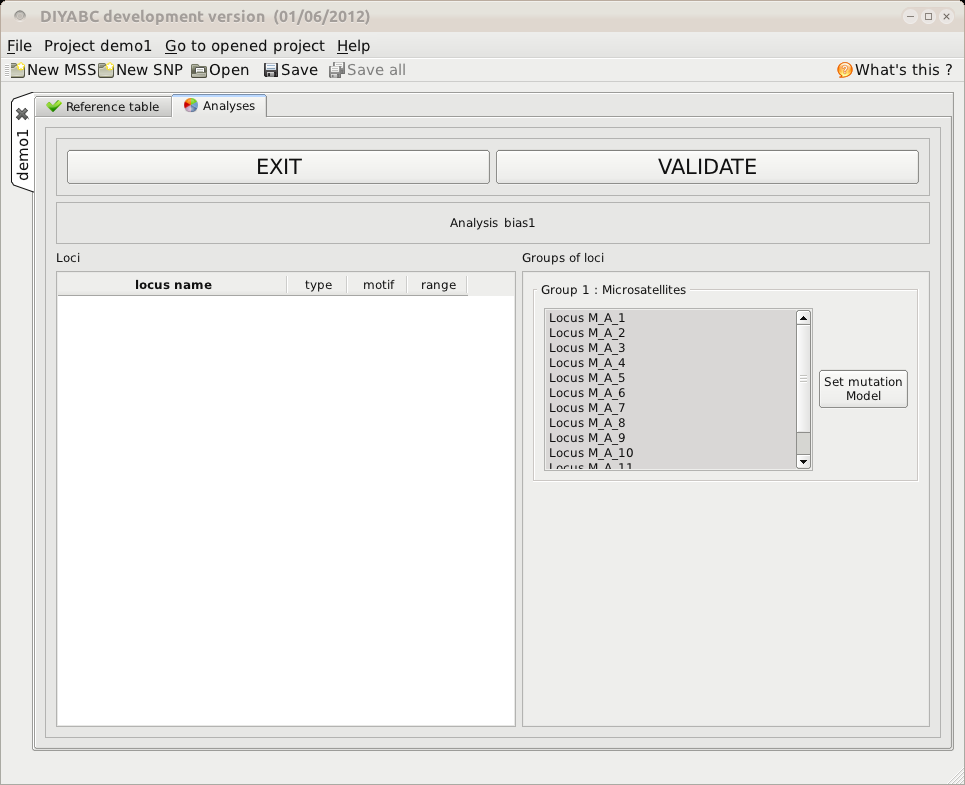 DIYABC development version (01/06/2012)
File Project demo1 Go to opened project Help
New MSS New SNP Open Save Save all What's this ?
demo1
Reference table Analyses
EXIT VALIDATE
Analysis bias1
Loci
locus name type motif range
Groups of loci
Group 1 : Microsatellites
Locus M_A_1
Locus M_A_2
Locus M_A_3
Locus M_A_4
Locus M_A_5
Locus M_A_6
Locus M_A_7
Locus M_A_8
Locus M_A_9
Locus M_A_10
Locus M_A_11
Set mutation
Model